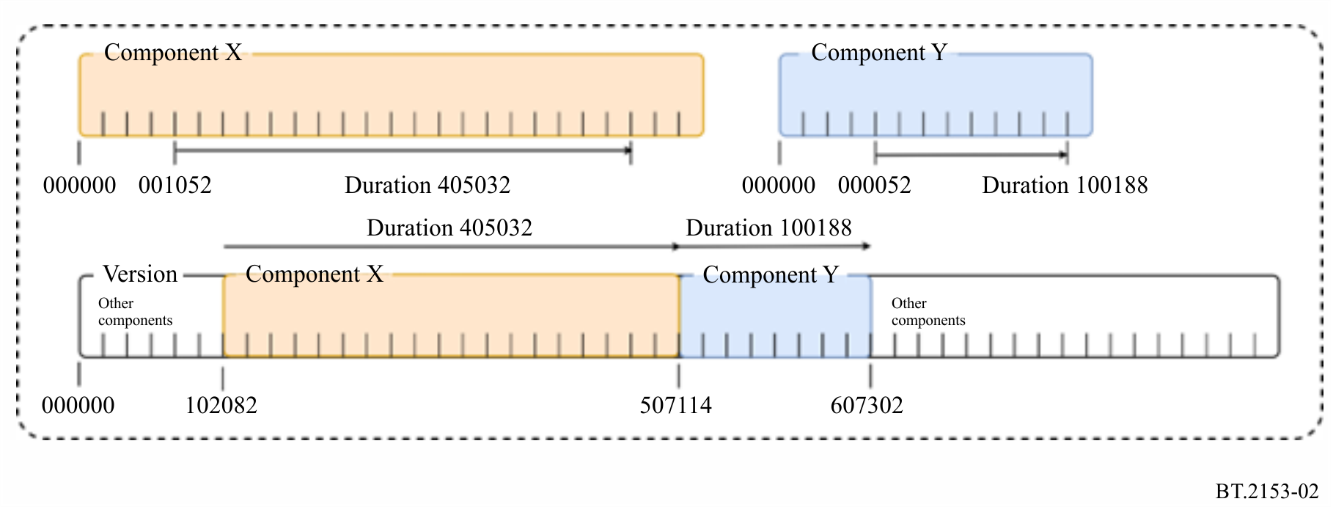 Component X
Component Y
000000 001052 Duration 405032
000000 000052 Duration 100188
Duration 405032 Duration 100188
Version Component X Component Y
Other
components
Other
components
000000 102082 507114 607302
BT.2153-02